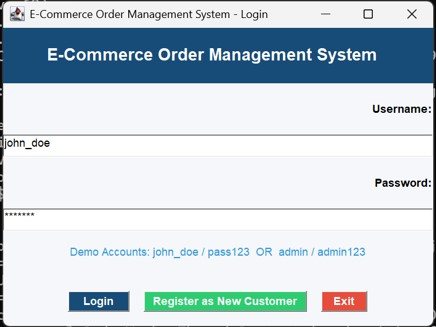 E-Commerce Order Management System - Login
E-Commerce Order Management System
Username:
john_doe
Password:
*******
Demo Accounts: john_doe / pass123 OR admin / admin123
Login
Register as New Customer
Exit